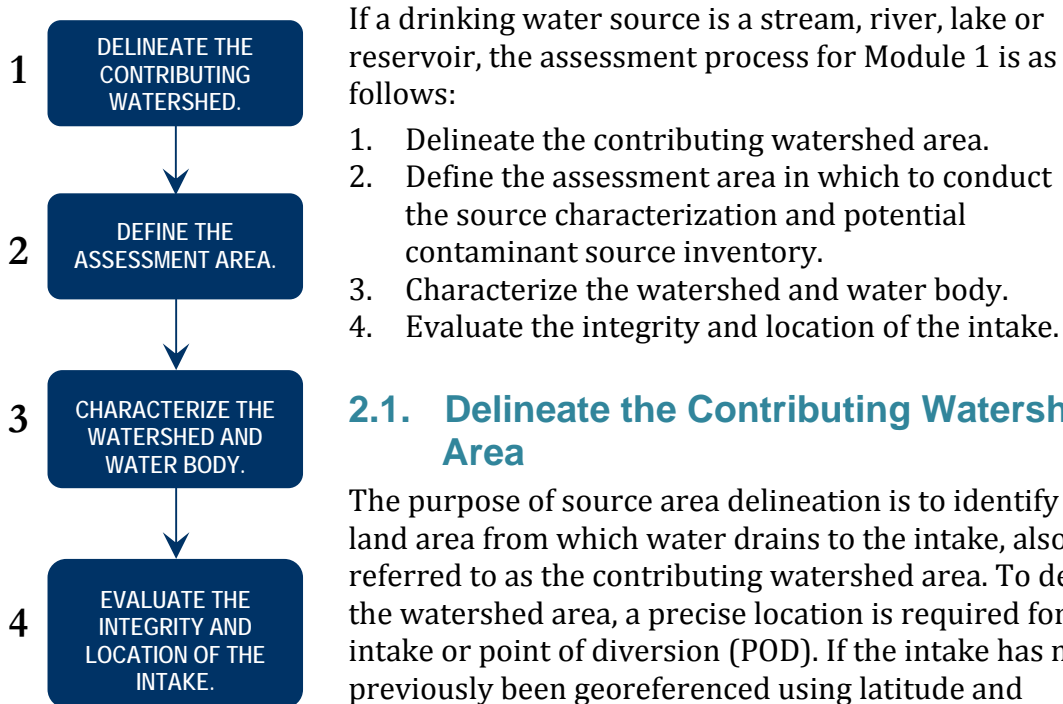 1
DELINEATE THE
CONTRIBUTING
WATERSHED.
2
DEFINE THE
ASSESSMENT AREA.
3
CHARACTERIZE THE
WATERSHED AND
WATER BODY.
4
EVALUATE THE
INTEGRITY AND
LOCATION OF THE
INTAKE.
If a drinking water source is a stream, river, lake or
reservoir, the assessment process for Module 1 is as
follows:
1. Delineate the contributing watershed area.
2. Define the assessment area in which to conduct
the source characterization and potential
contaminant source inventory.
3. Characterize the watershed and water body.
4. Evaluate the integrity and location of the intake.
2.1. Delineate the Contributing
Area
The purpose of source area delineation is to identify
land area from which water drains to the intake,
referred to as the contributing watershed area. To
the watershed area, a precise location is required
intake or point of diversion (POD). If the intake has
previously been georeferenced using latitude and